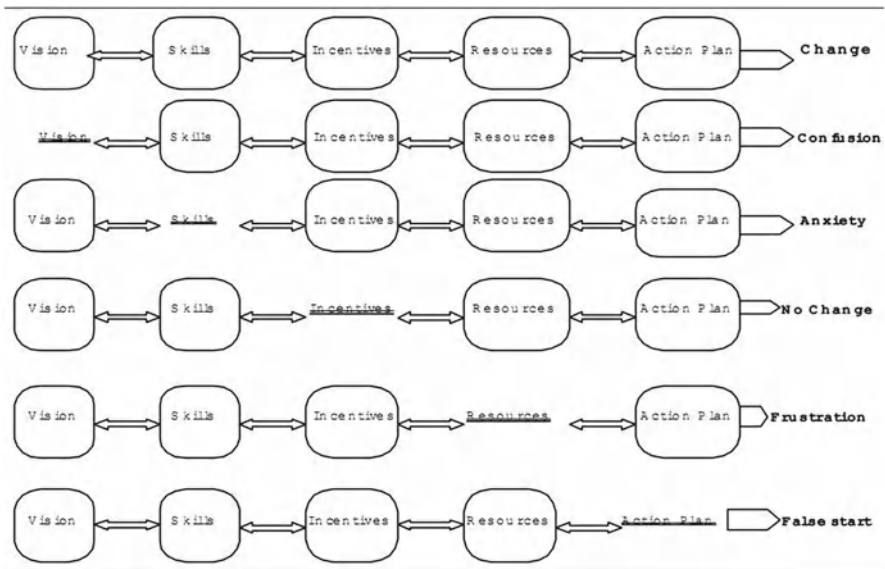 Vision Skills Incentives Resources Action Plan Change
Vision Skills Incentives Resources Action Plan Confusion
Vision Skills Incentives Resources Action Plan Anxiety
Vision Skills Incentives Resources Action Plan No Change
Vision Skills Incentives Resources Action Plan Frustration
Vision Skills Incentives Resources Action Plan False start